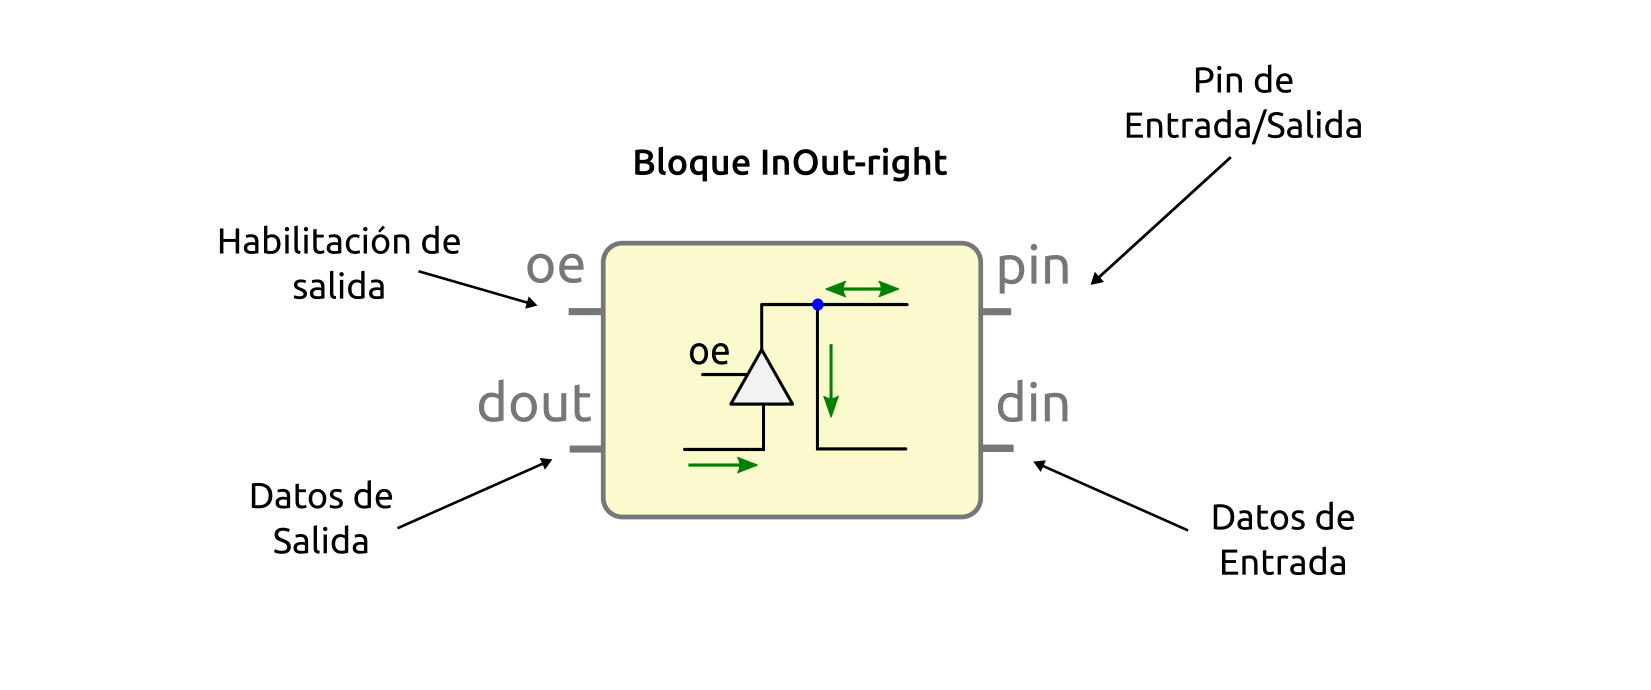 Pin de
Entrada/Salida
Bloque InOut-right
Habilitación de
salida
oe
pin
oe
dout
din
Datos de
Salida
Datos de
Entrada